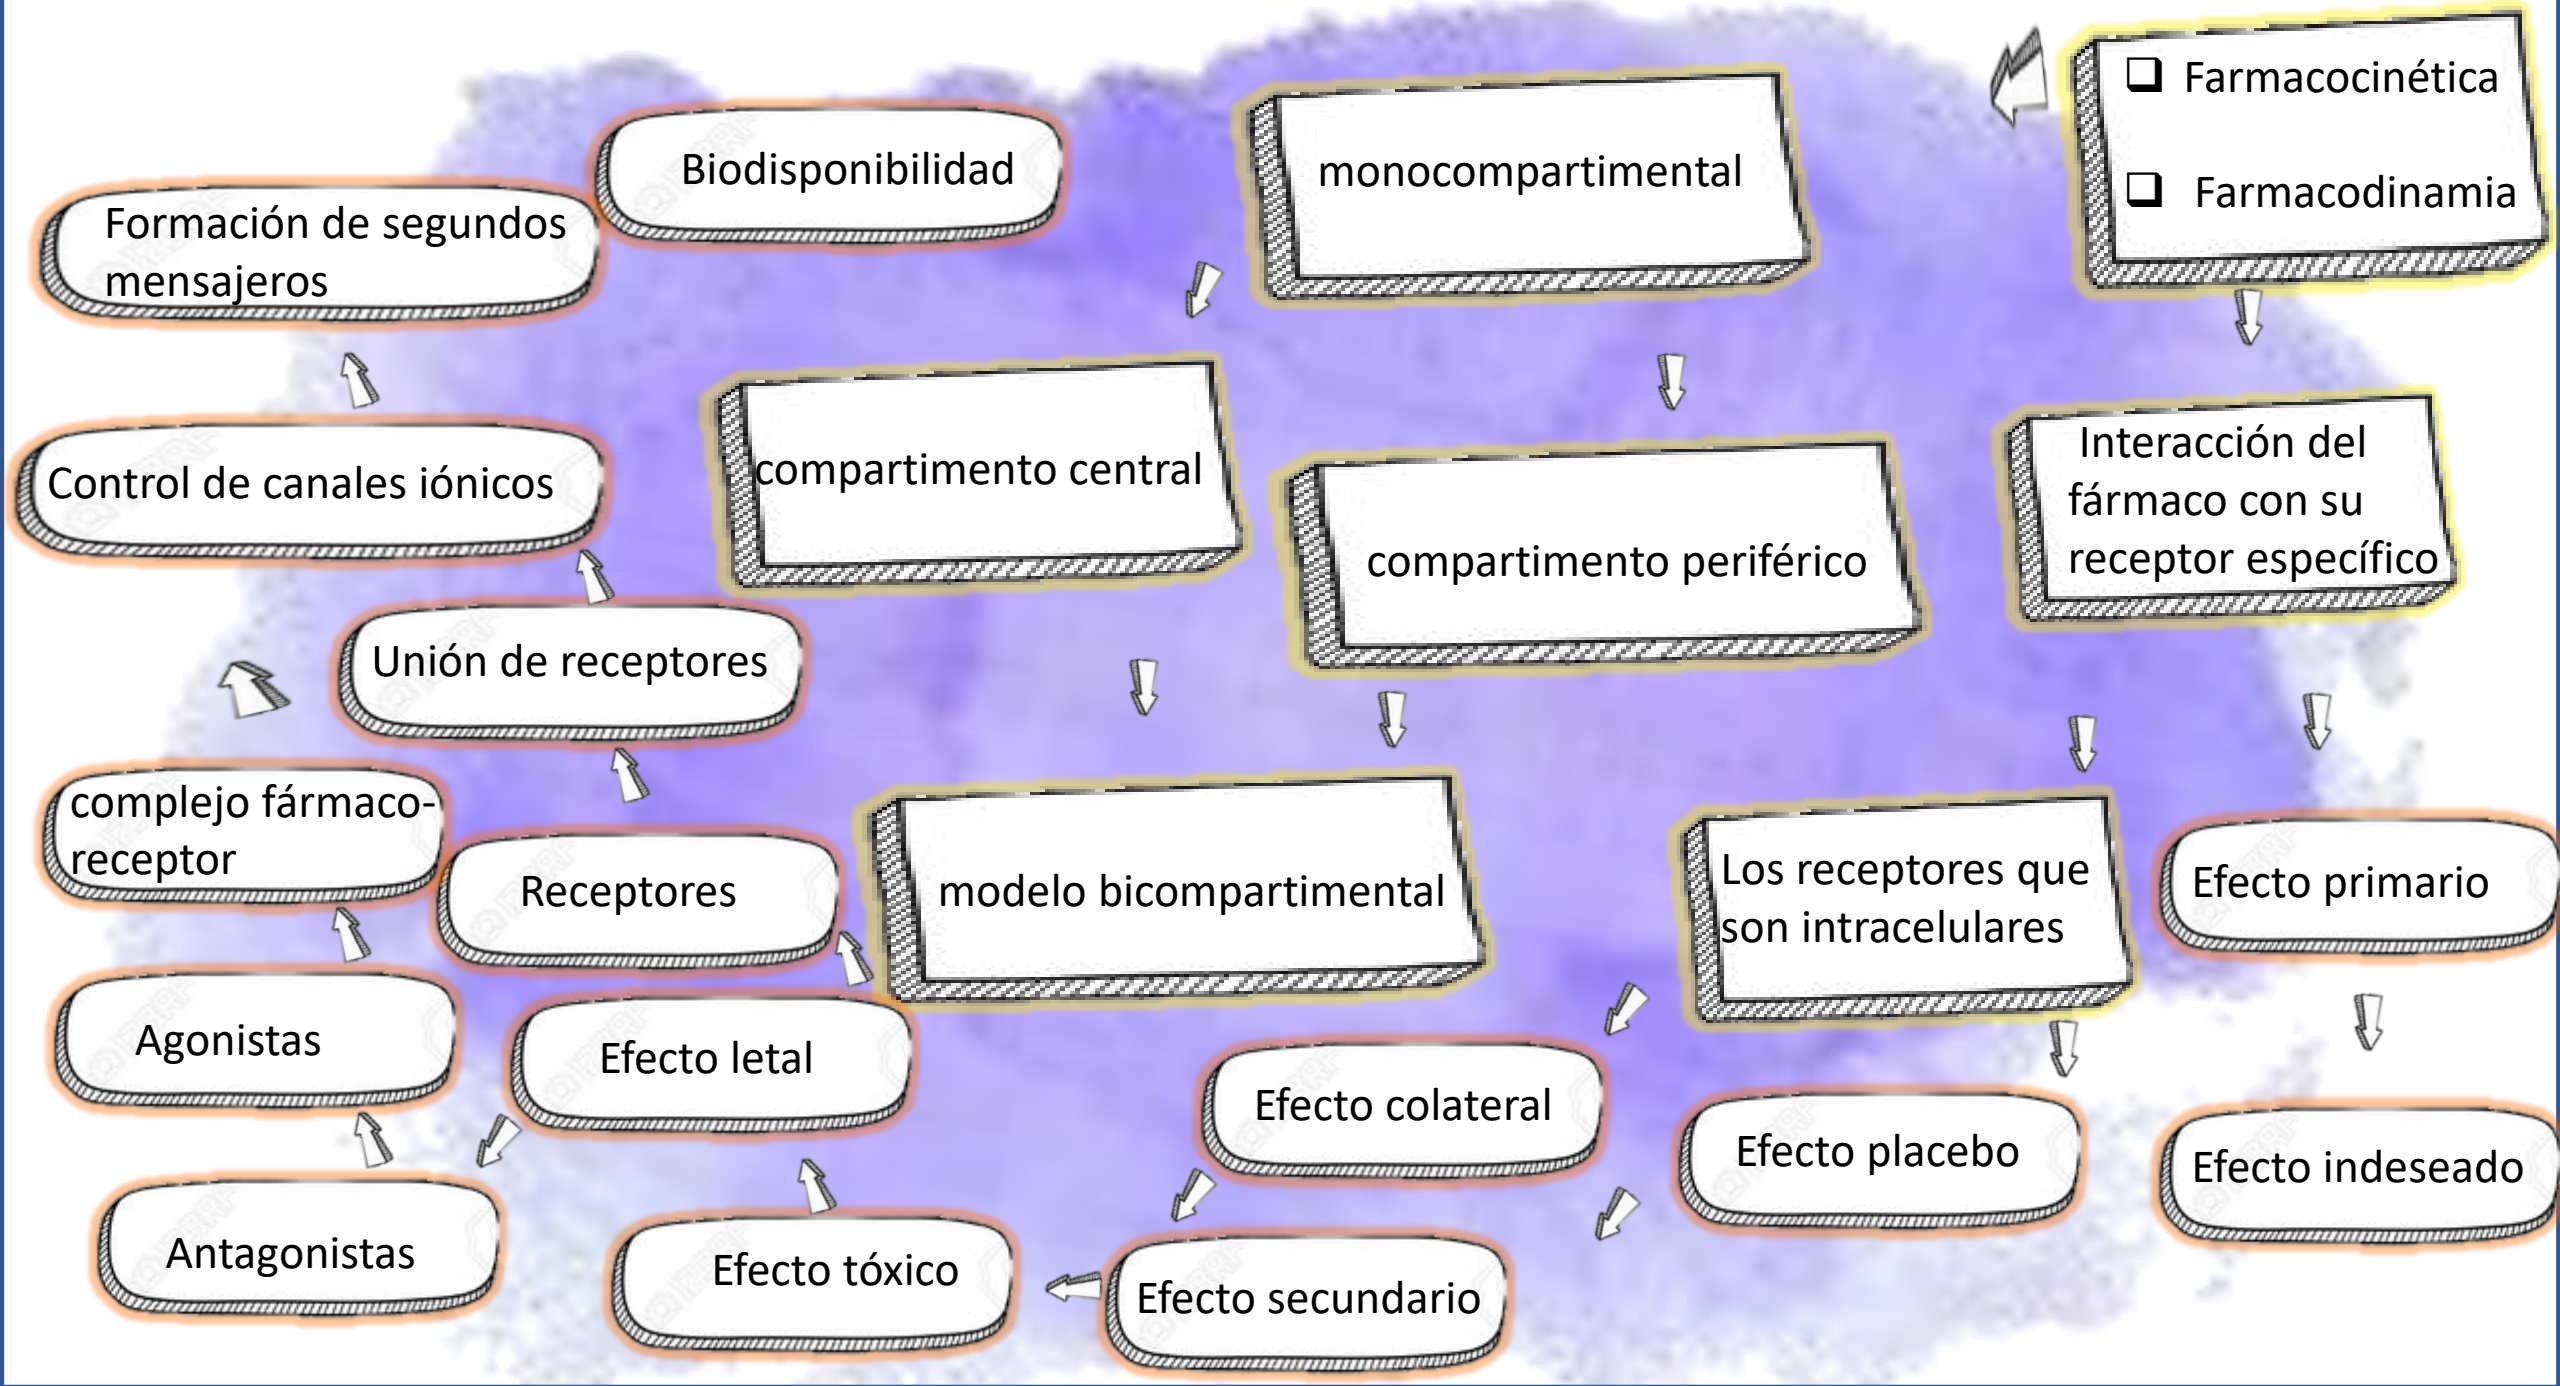 Farmacocinética
Farmacodinamia
monocompartimental
Biodisponibilidad
Formación de segundos
mensajeros
Control de canales iónicos
compartimento central
compartimento periférico
Interacción del
fármaco con su
receptor específico
Unión de receptores
complejo fármaco-
receptor
Receptores
modelo bicompartimental
Los receptores que
son intracelulares
Efecto primario
Agonistas
Efecto letal
Efecto colateral
Efecto placebo
Efecto indeseado
Antagonistas
Efecto tóxico
Efecto secundario